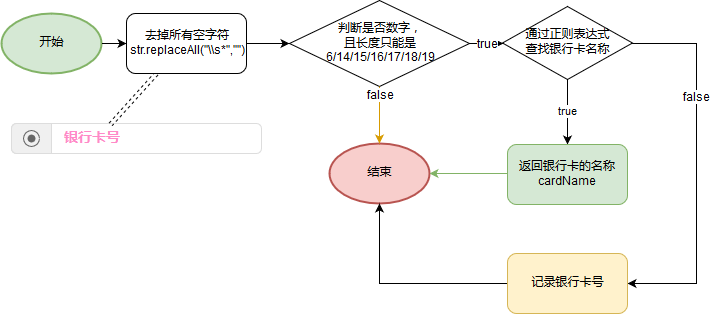 开始
去掉所有空字符
str.replaceAll("\\s*","")
判断是否数字，
且长度只能是
6/14/15/16/17/18/19
true
通过正则表达式
查找银行卡名称
false
false
true
银行卡号
结束
返回银行卡的名称
cardName
记录银行卡号